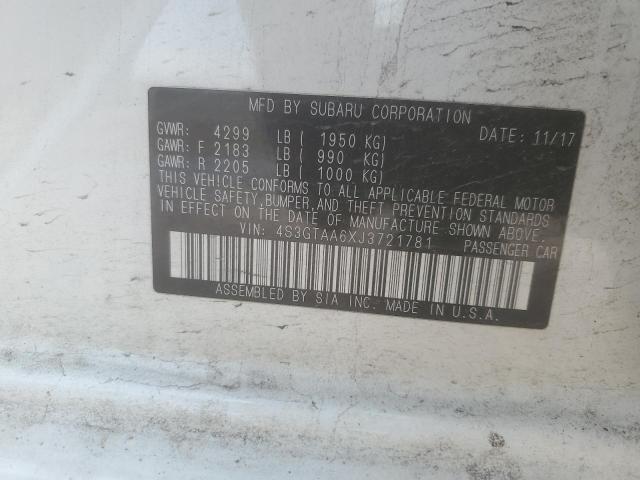 MFD BY SUBARU CORPORATION
GVWR: 4299 LB ( 1950 KG) DATE: 11/17
GAWR: F 2183 LB ( 990 KG)
GAWR: R 2205 LB ( 1000 KG)
THIS VEHICLE CONFORMS TO ALL APPLICABLE FEDERAL MOTOR
VEHICLE SAFETY, BUMPER, AND THEFT PREVENTION STANDARDS
IN EFFECT ON THE DATE OF MANUFACTURE SHOWN ABOVE.
VIN: 4S3GTAA6XJ3721781 PASSENGER CAR
ASSEMBLED BY SIA INC. MADE IN U.S.A.